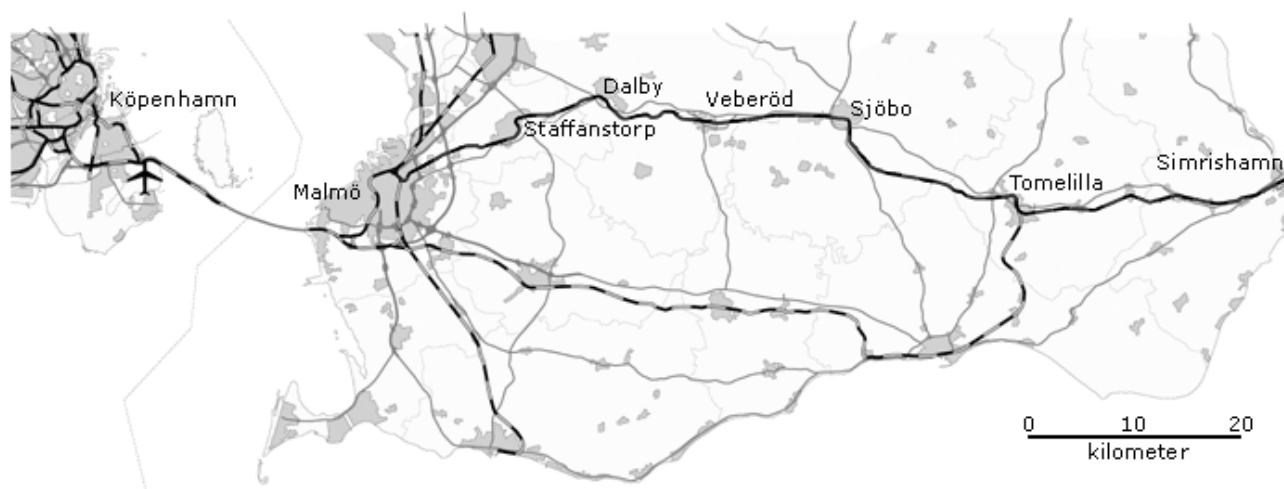 Dalby
Köpenhamn
Veberöd
Sjöbo
Staffanstorp
Simrishamn
Malmö
Tomelilla
0 10 20
kilometer